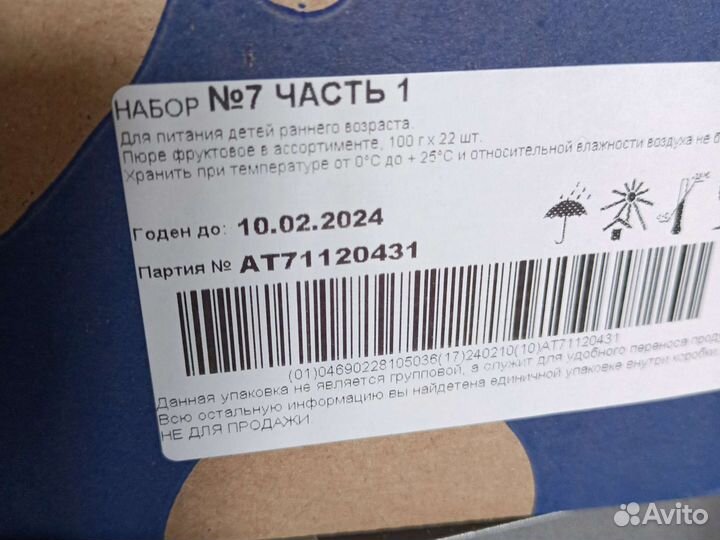 НАБОР №7 ЧАСТЬ 1
Для питания детей раннего возраста.
Пюре фруктовое в ассортименте, 100 г х 22 шт.
Хранить при температуре от 0°С до + 25°С и относительной влажности воздуха не б
Годен до: 10.02.2024
Партия № АТ71120431
(01)04690228105036(17)240210(10)AT71120431
Данная упаковка не является групповой, а служит для удобного переноса проду
Всю остальную информацию вы найдетена единичной упаковке внутри коробки.
НЕ ДЛЯ ПРОДАЖИ.
Avito